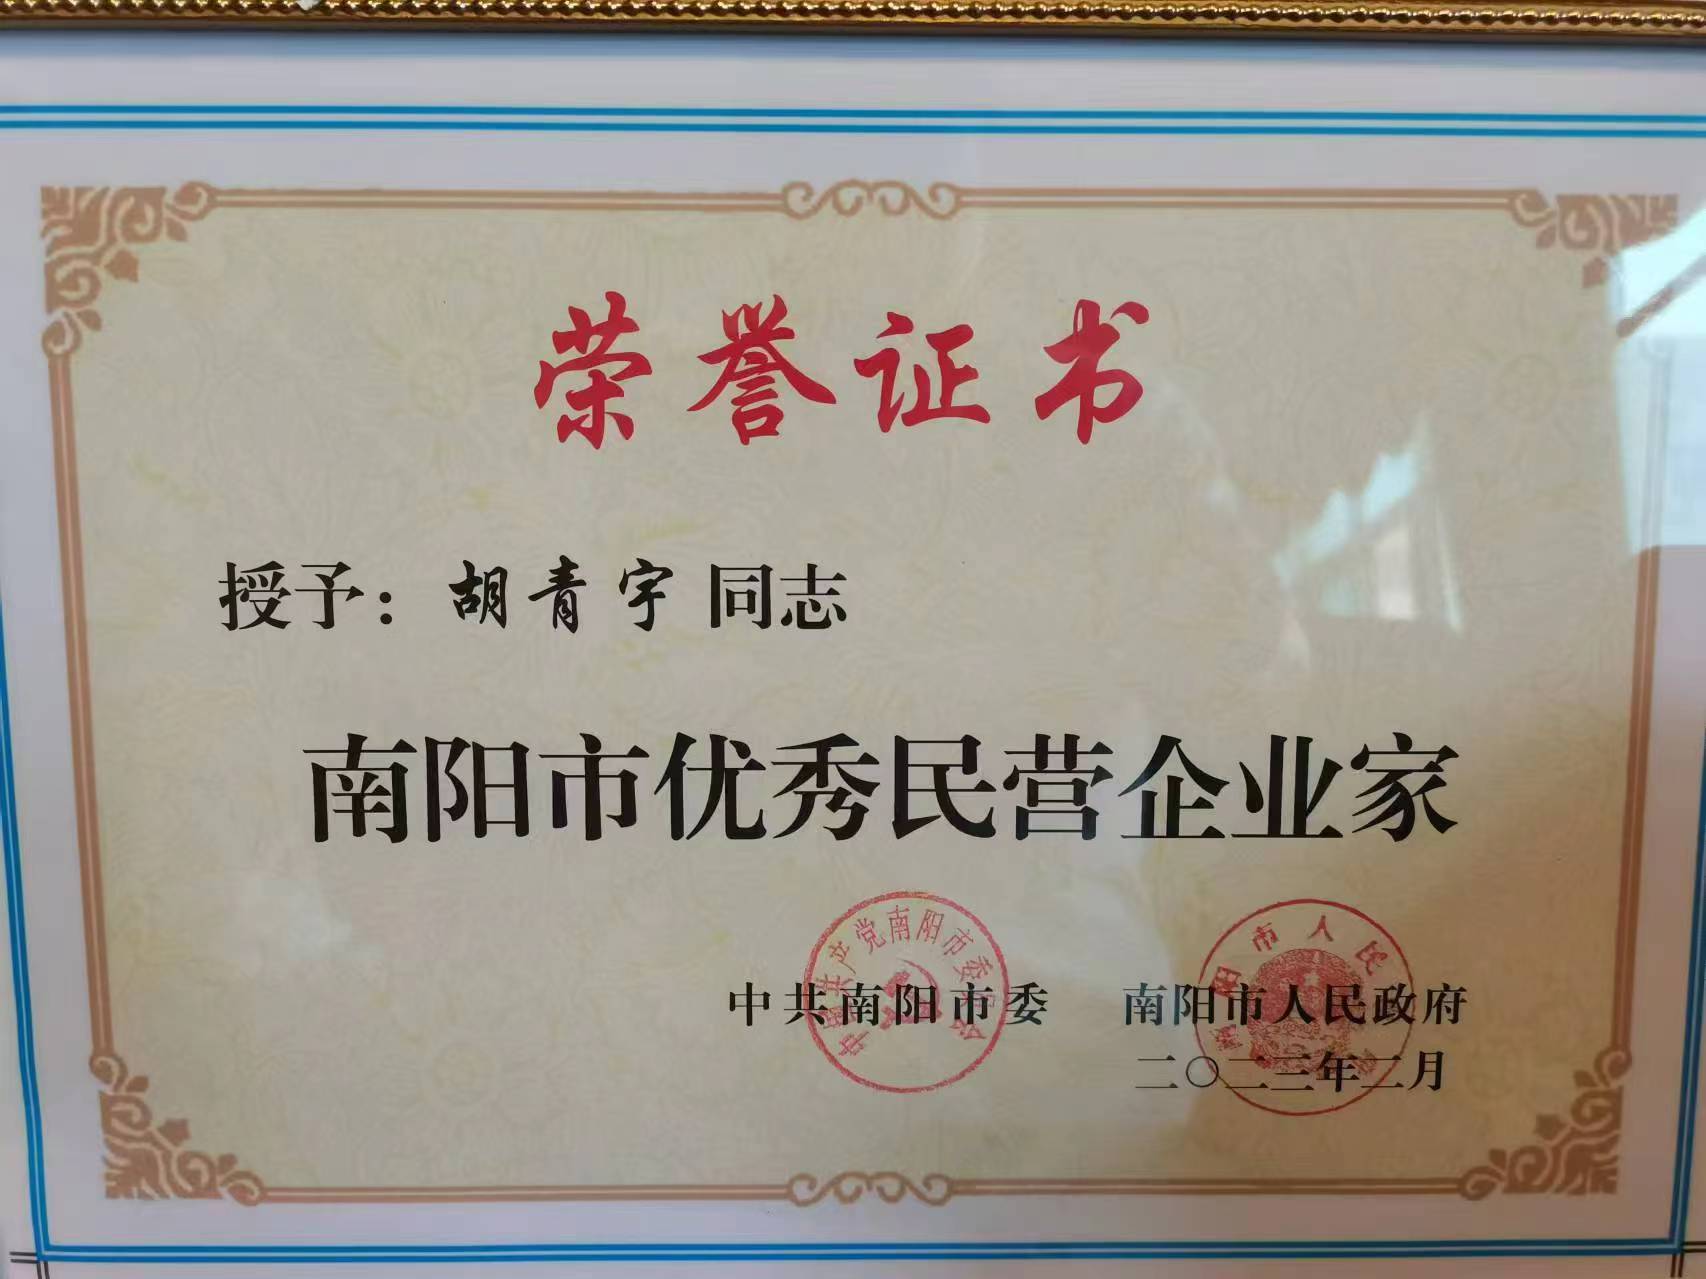 荣誉证书
授予：胡青宇 同志
南阳市优秀民营企业家
中共南阳市委 南阳市人民政府
二〇二三年二月